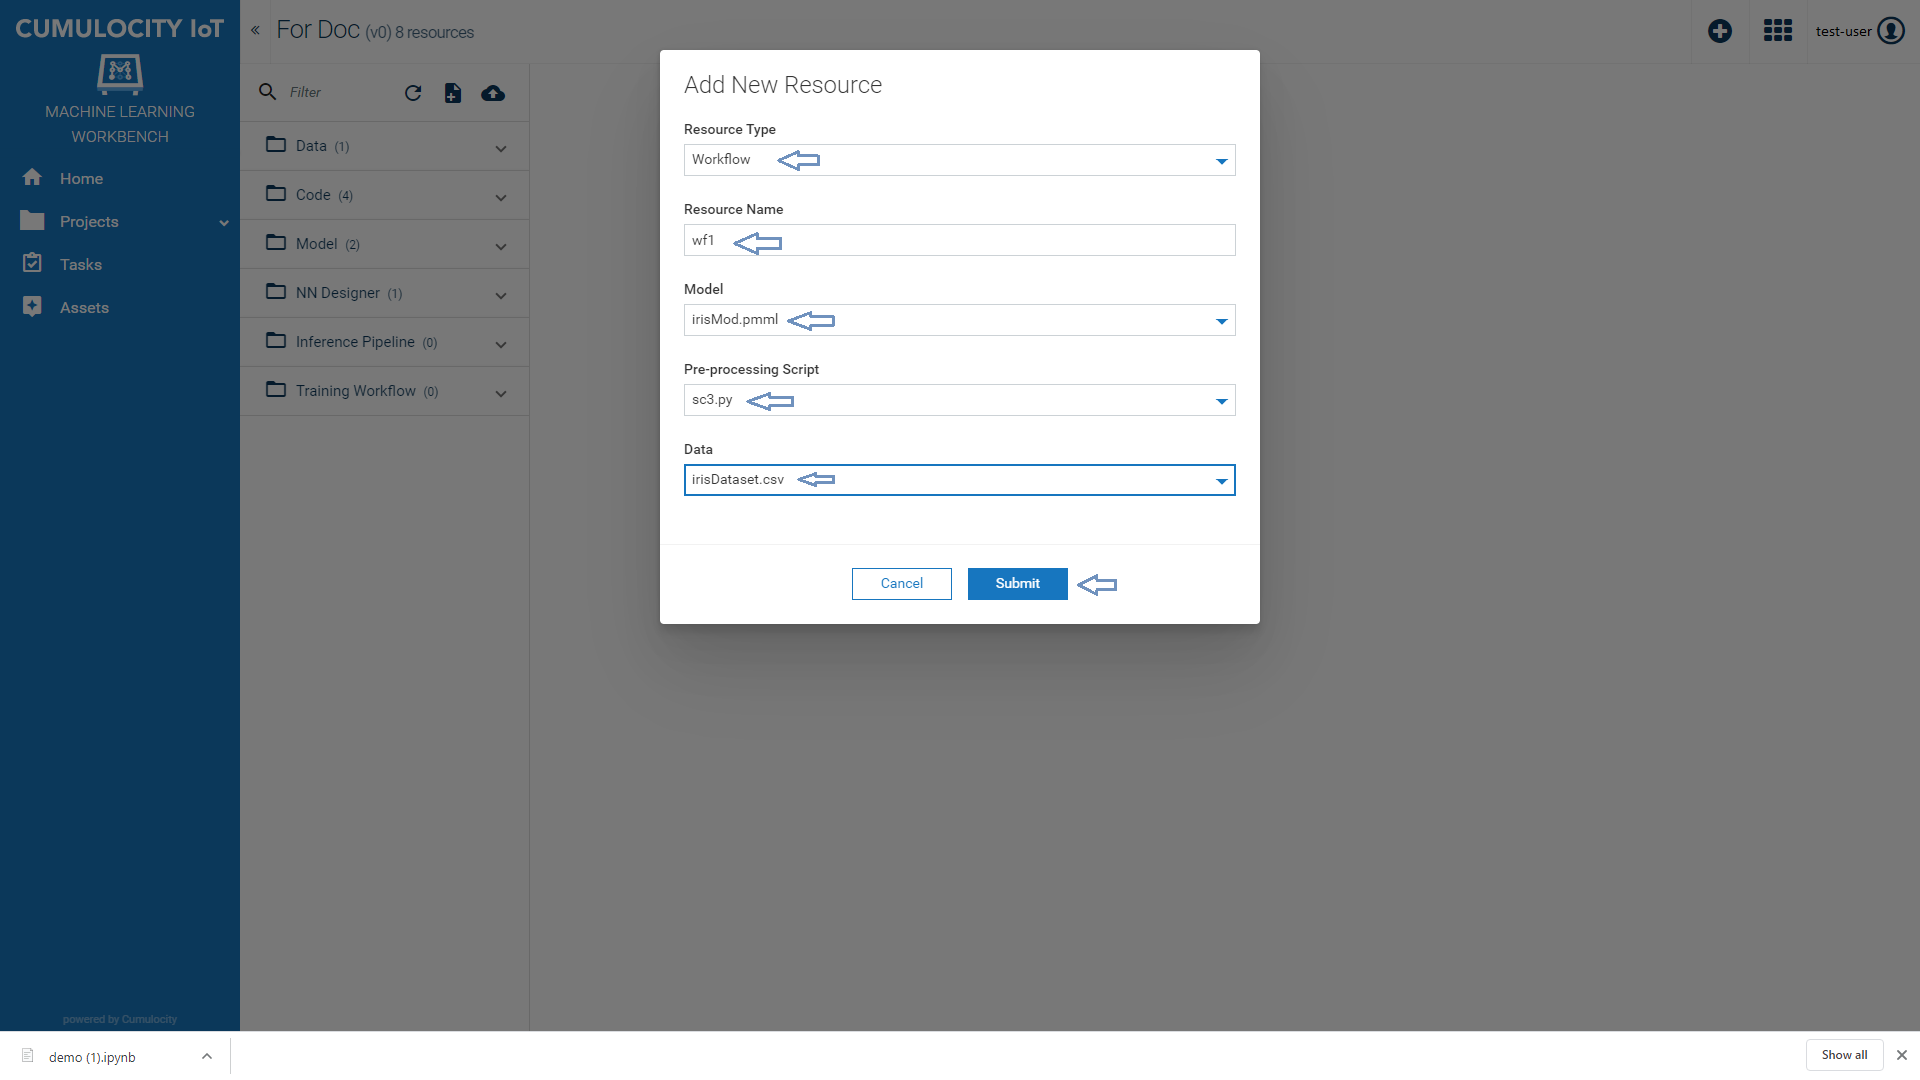 CUMULOCITY IoT
MACHINE LEARNING
WORKBENCH
Home
Projects
Tasks
Assets
powered by Cumulocity
« For Doc (v0) 8 resources
test-user
Filter
Data (1)
Code (4)
Model (2)
NN Designer (1)
Inference Pipeline (0)
Training Workflow (0)
Add New Resource
Resource Type
Workflow
Resource Name
wf1
Model
irisMod.pmml
Pre-processing Script
sc3.py
Data
irisDataset.csv
Cancel Submit
demo (1).ipynb
Show all